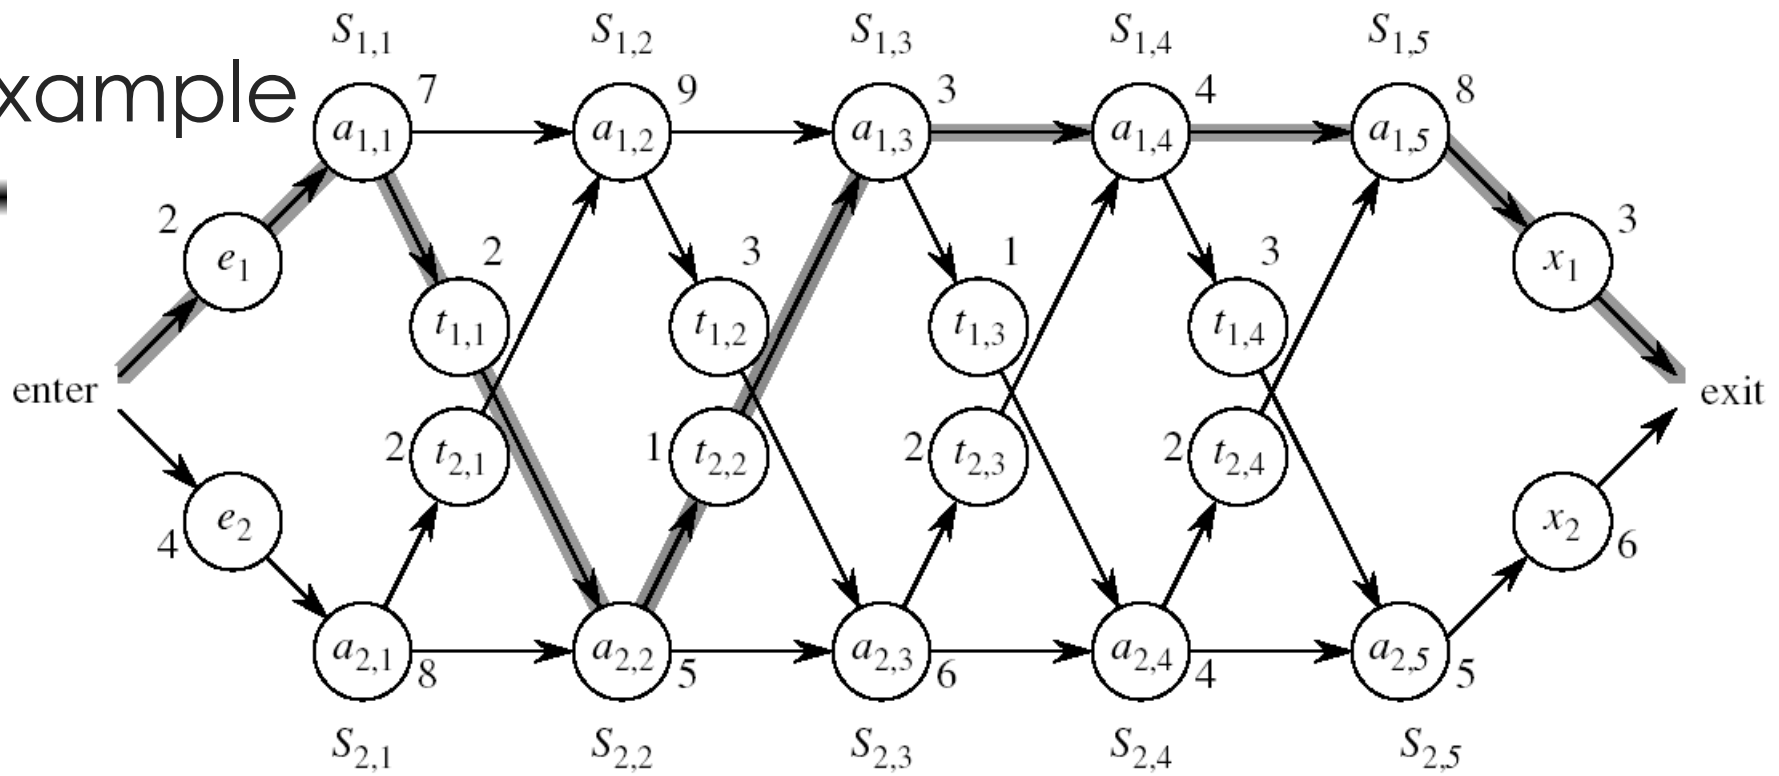 S1,1 S1,2 S1,3 S1,4 S1,5
xample
7 9 3 4 8
a1,1 a1,2 a1,3 a1,4 a1,5
2 3
e1 2 3 1 3 x1
t1,1 t1,2 t1,3 t1,4
enter exit
2 t2,1 1 t2,2 2 t2,3 2 t2,4
e2 x2
4 6
a2,1 a2,2 a2,3 a2,4 a2,5
8 5 6 4 5
S2,1 S2,2 S2,3 S2,4 S2,5